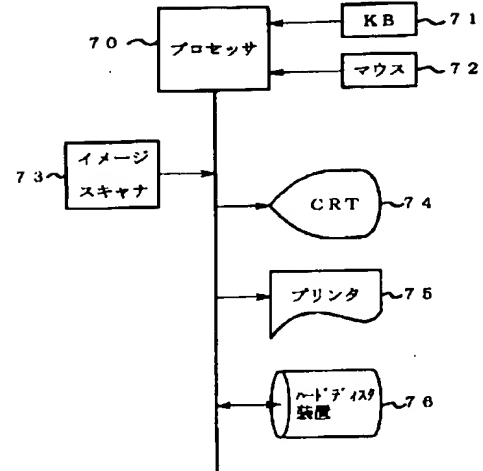 70
プロセッサ
KB
71
マウス
72
73
イメージ
スキャナ
CRT
74
プリンタ
75
ハードディスク
装置
76